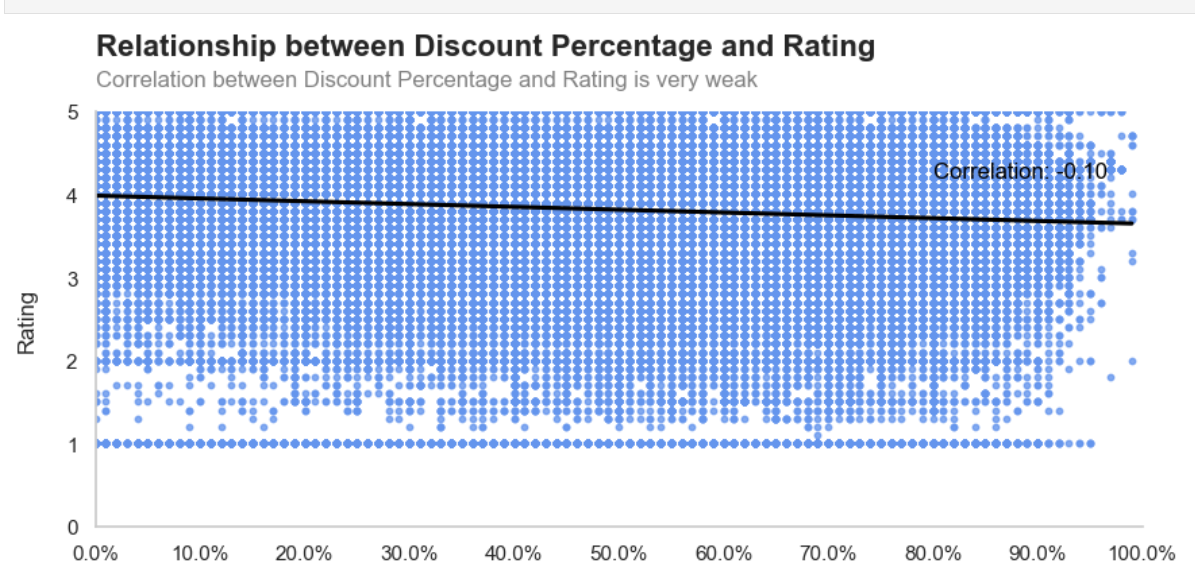 Relationship between Discount Percentage and Rating
Correlation between Discount Percentage and Rating is very weak
5
Correlation: -0.10
4
3
Rating
2
1
0
0.0% 10.0% 20.0% 30.0% 40.0% 50.0% 60.0% 70.0% 80.0% 90.0% 100.0%